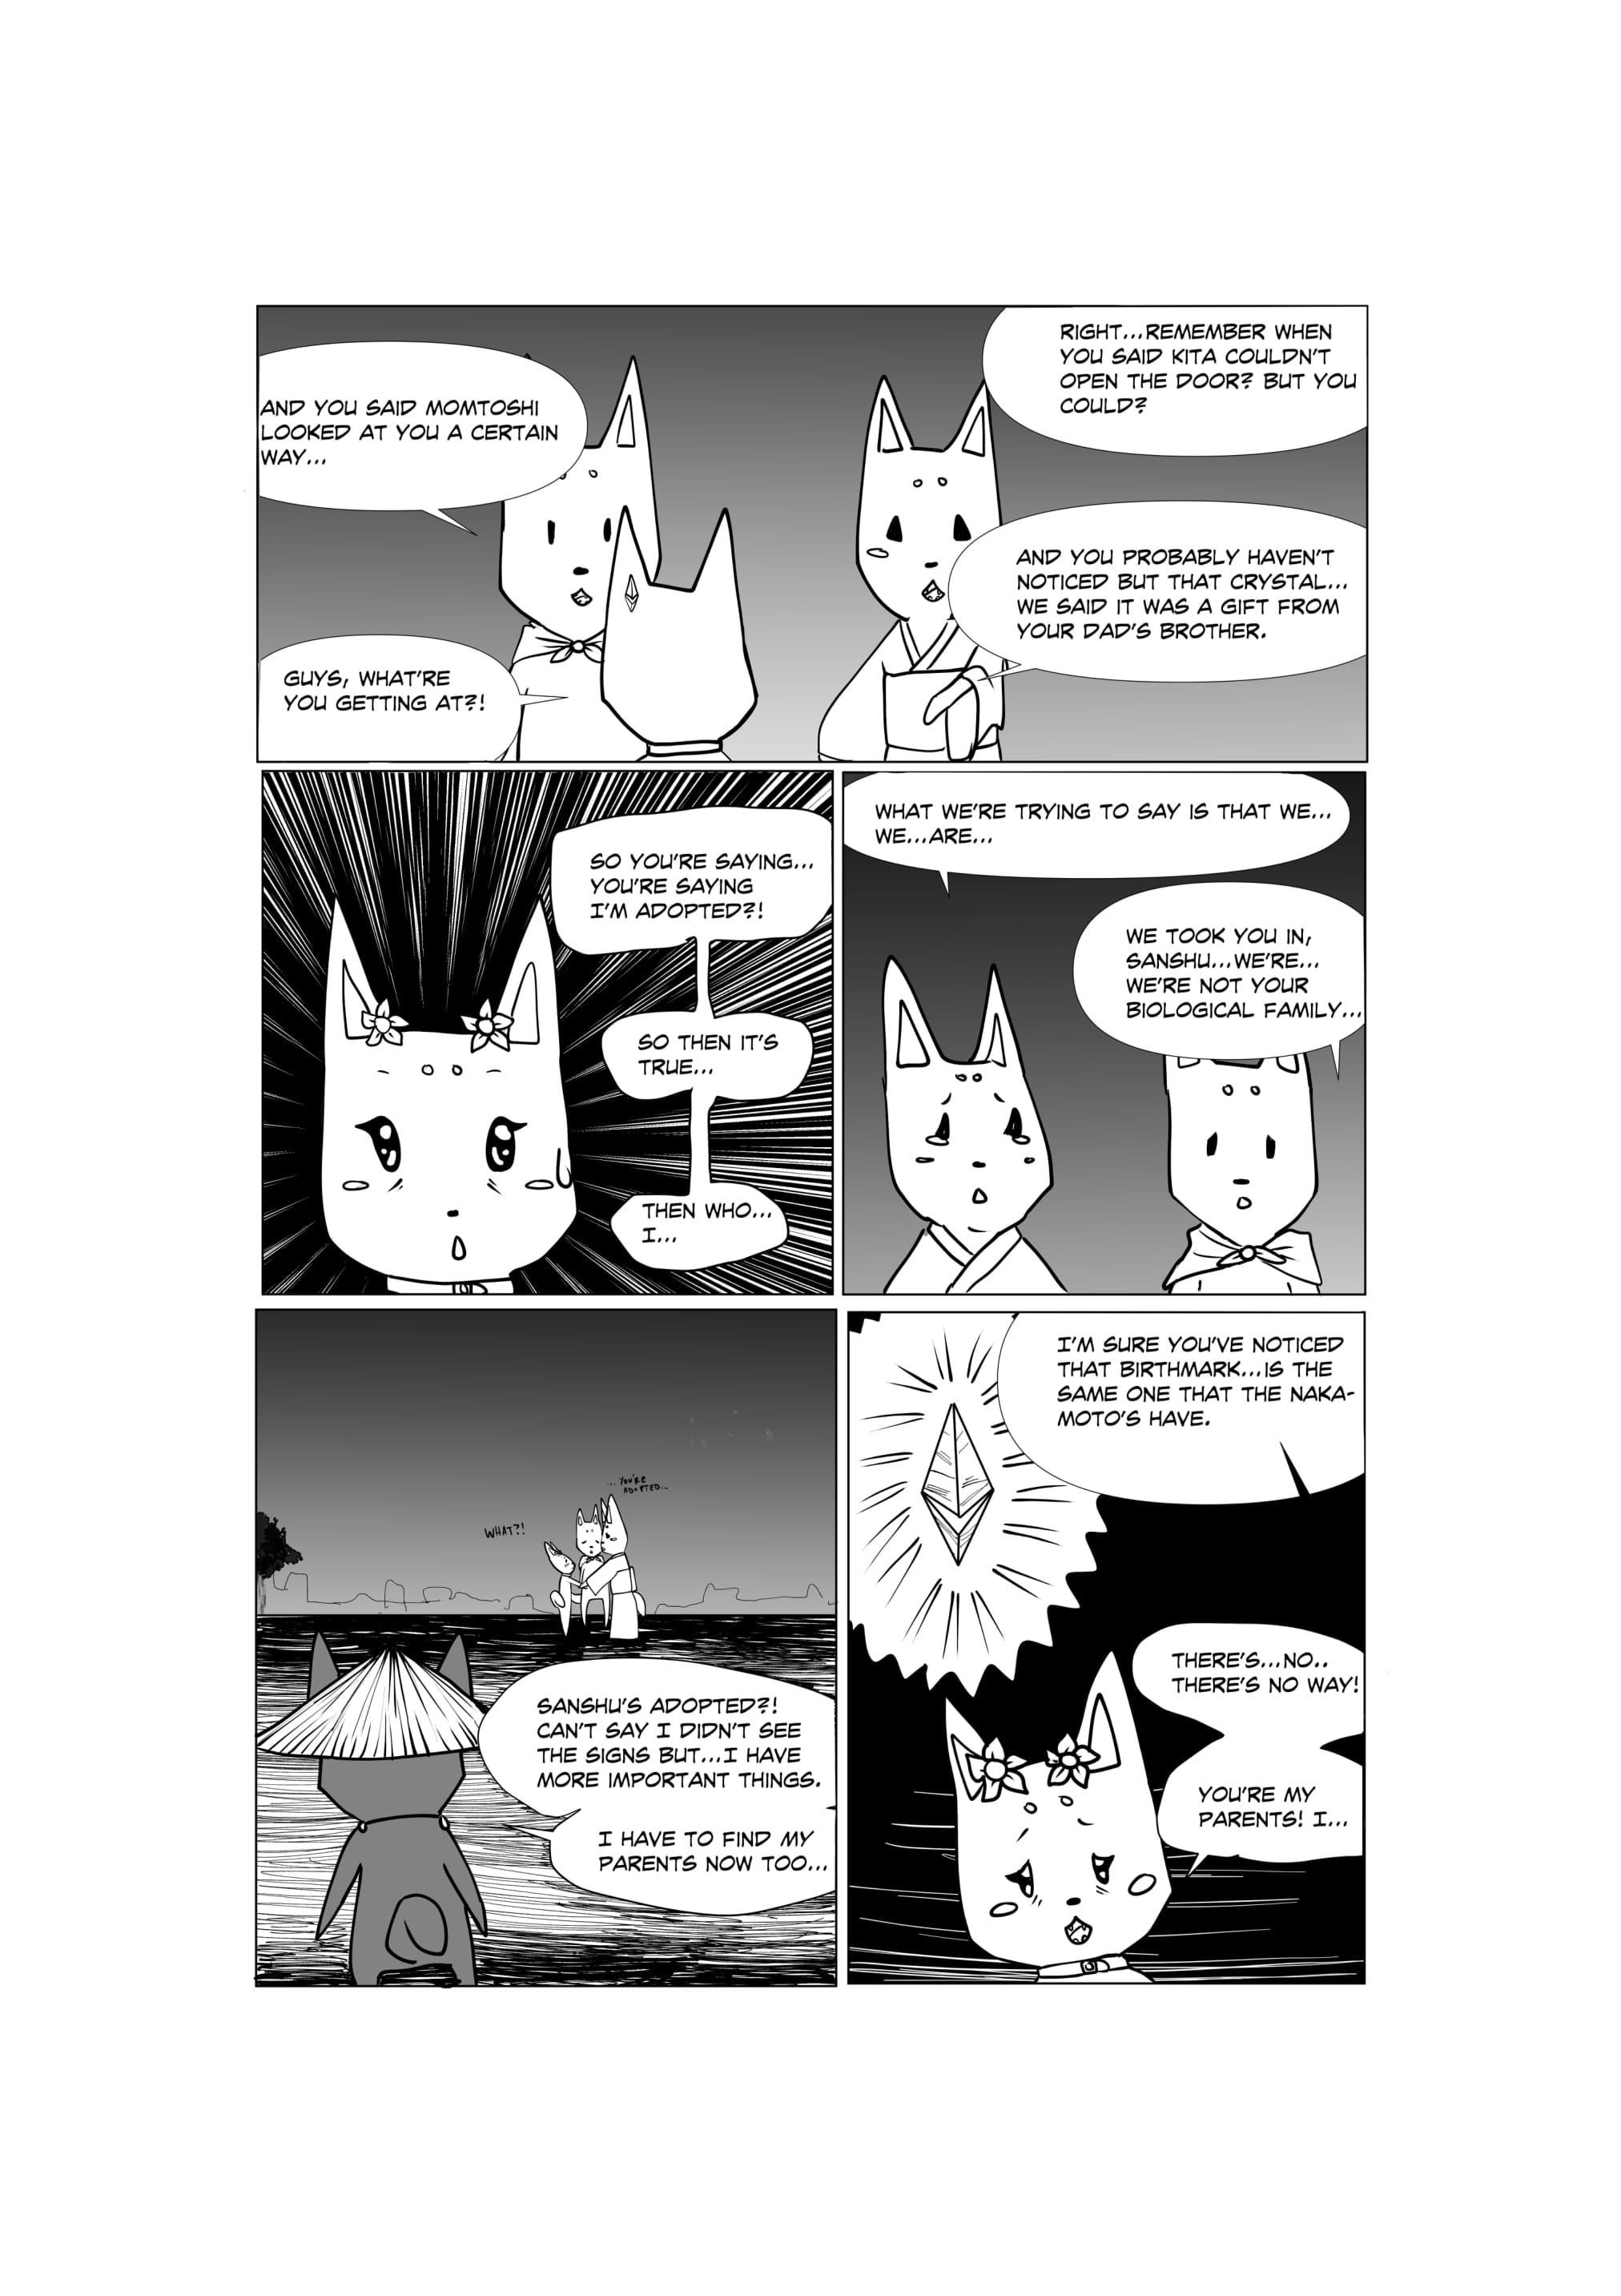 RIGHT...REMEMBER WHEN
YOU SAID KITA COULDN'T
OPEN THE DOOR? BUT YOU
COULD?
AND YOU PROBABLY HAVEN'T
NOTICED BUT THAT CRYSTAL...
WE SAID IT WAS A GIFT FROM
YOUR DAD'S BROTHER.
AND YOU SAID MOMTOSHI
LOOKED AT YOU A CERTAIN
WAY...
GUYS, WHAT'RE
YOU GETTING AT?!
WHAT WE'RE TRYING TO SAY IS THAT WE...
WE...ARE...
WE TOOK YOU IN,
SANSHU...WE'RE...
WE'RE NOT YOUR
BIOLOGICAL FAMILY...
SO YOU'RE SAYING...
YOU'RE SAYING
I'M ADOPTED?!
SO THEN IT'S
TRUE...
THEN WHO...
I...
I'M SURE YOU'VE NOTICED
THAT BIRTHMARK...IS THE
SAME ONE THAT THE NAKA-
MOTO'S HAVE.
THERE'S...NO..
THERE'S NO WAY!
YOU'RE MY
PARENTS! I...
...YOU'RE
ADOPTED...
WHAT?!
SANSHU'S ADOPTED?!
CAN'T SAY I DIDN'T SEE
THE SIGNS BUT...I HAVE
MORE IMPORTANT THINGS.
I HAVE TO FIND MY
PARENTS NOW TOO...